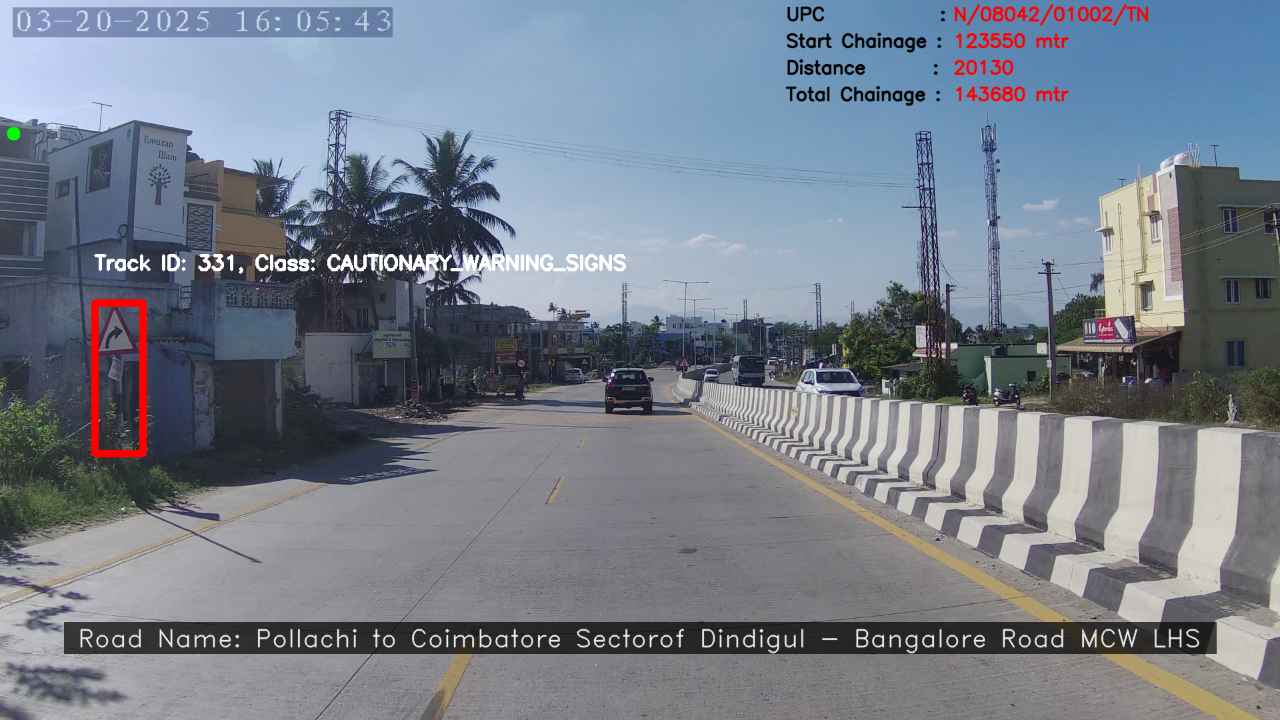 03-20-2025 16:05:43
UPC : N/08042/01002/TN
Start Chainage : 123550 mtr
Distance : 20130
Total Chainage : 143680 mtr
Illam
Track ID: 331, Class: CAUTIONARY_WARNING_SIGNS
Road Name: Pollachi to Coimbatore Sectorof Dindigul - Bangalore Road MCW LHS